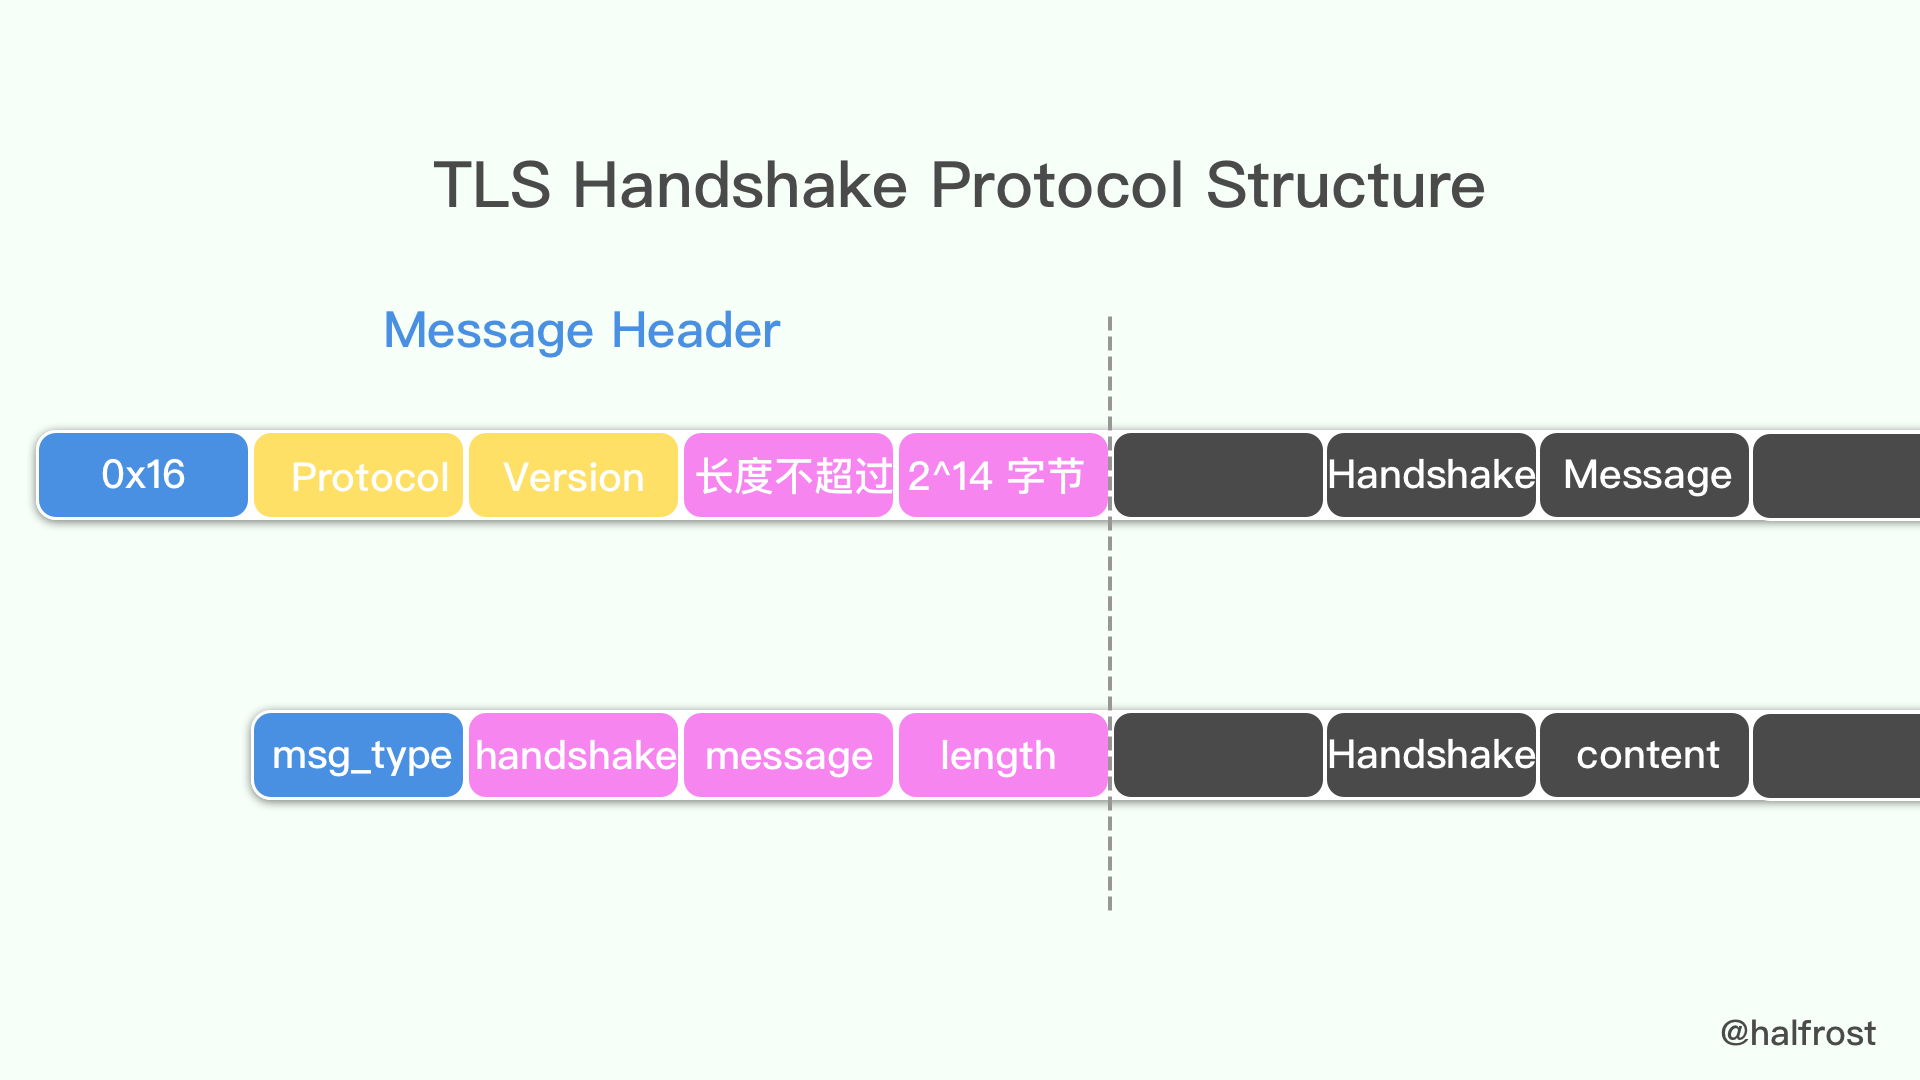 TLS Handshake Protocol Structure
Message Header
0x16 Protocol Version 长度不超过 2^14 字节 Handshake Message
msg_type handshake message length Handshake content
@halfrost